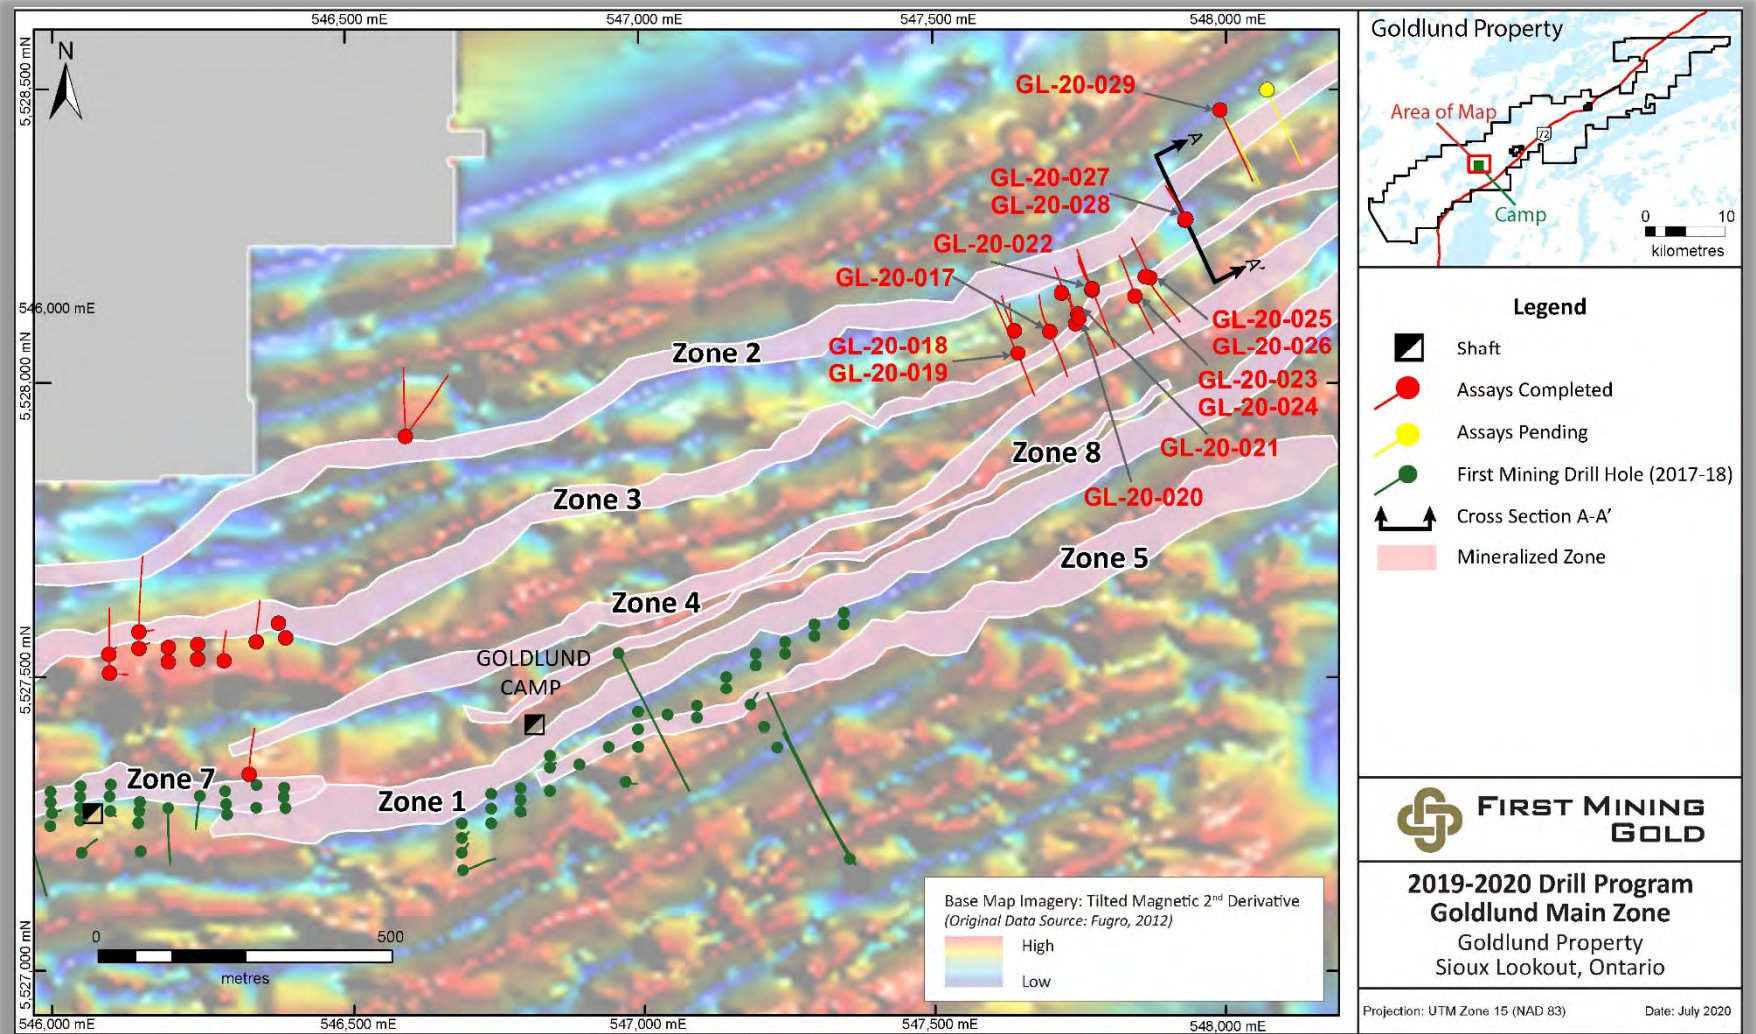 546,500 mE
547,000 mE
547,500 mE
548,000 mE
N
5,528,500 mN
546,000 mE
5,528,000 mN
5,527,500 mN
5,527,000 mN
GL-20-029
A
GL-20-027
GL-20-028
GL-20-022
A'
GL-20-017
GL-20-025
GL-20-026
GL-20-018
GL-20-019
GL-20-023
GL-20-024
GL-20-021
GL-20-020
Zone 2
Zone 3
Zone 8
Zone 5
Zone 4
GOLDLUND
CAMP
Zone 7
Zone 1
0 500
metres
Base Map Imagery: Tilted Magnetic 2nd Derivative
(Original Data Source: Fugro, 2012)
High
Low
546,000 mE
546,500 mE
547,000 mE
547,500 mE
548,000 mE
Goldlund Property
Area of Map
72
Camp
0 10
kilometres
Legend
Shaft
Assays Completed
Assays Pending
First Mining Drill Hole (2017-18)
Cross Section A-A'
Mineralized Zone
FIRST MINING
GOLD
2019-2020 Drill Program
Goldlund Main Zone
Goldlund Property
Sioux Lookout, Ontario
Projection: UTM Zone 15 (NAD 83) Date: July 2020